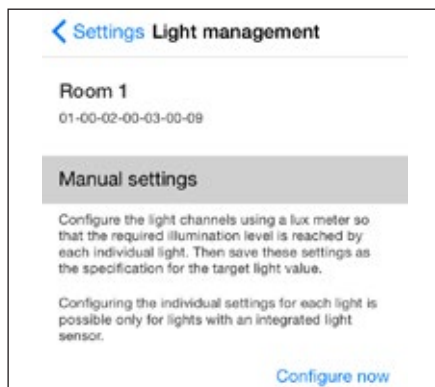 Settings Light management
Room 1
01-00-02-00-03-00-09
Manual settings
Configure the light channels using a lux meter so
that the required illumination level is reached by
each individual light. Then save these settings as
the specification for the target light value.
Configuring the individual settings for each light is
possible only for lights with an integrated light
sensor.
Configure now